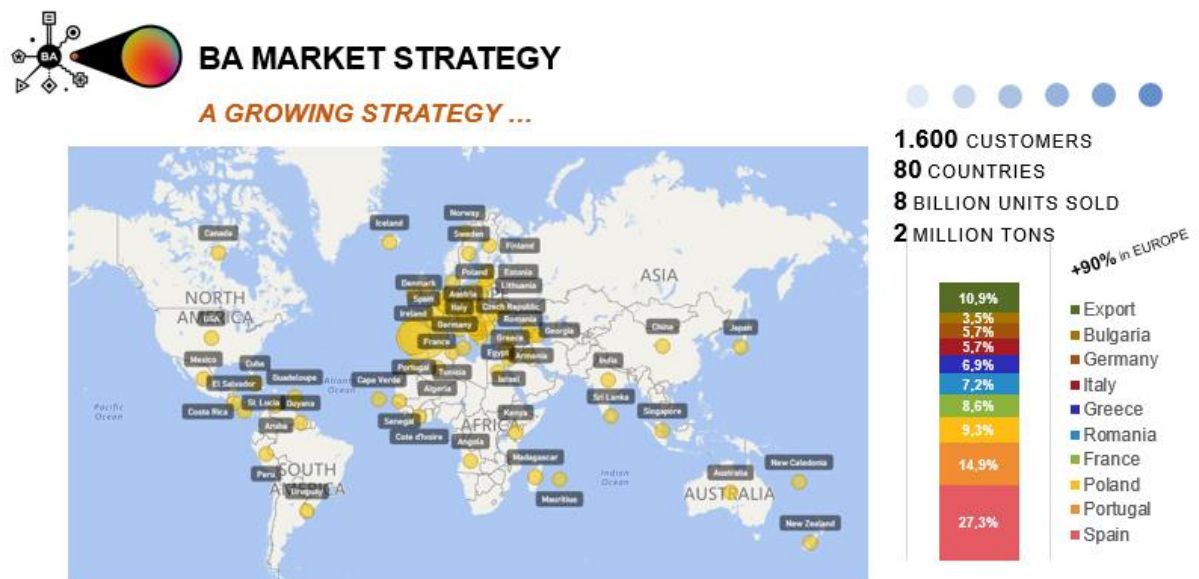 BA
BA MARKET STRATEGY
A GROWING STRATEGY ...
1.600 CUSTOMERS
80 COUNTRIES
8 BILLION UNITS SOLD
2 MILLION TONS
+90% in EUROPE
Norway
Iceland
Sweden
Canada
Finland
ASIA
Poland
Estonia
Denmark
Lithuania
Austria
NORTH
AMERICA
Spain
Italy
Czech Republic
Ireland
Romania
USA
Germany
Georgia
China
Japan
Greece
France
Mexico
Cuba
Egypt
Armenia
India
Portugal
Tunisia
El Salvador
Guadeloupe
Atlantic
Ocean
Cape Verde
Israel
Algeria
Sri Lanka
Pacific
Ocean
Costa Rica
St. Lucia
Guyana
Singapore
Senegal
Kenya
Aruba
AFRICA
Cote d'Ivoire
Angola
Madagascar
New Caledonia
Peru
SOUTH
AMERICA
Indian
Ocean
Australia
Uruguay
Mauritius
AUSTRALIA
New Zealand
10,9%
3,5%
5,7%
5,7%
6,9%
7,2%
8,6%
9,3%
14,9%
27,3%
Export
Bulgaria
Germany
Italy
Greece
Romania
France
Poland
Portugal
Spain